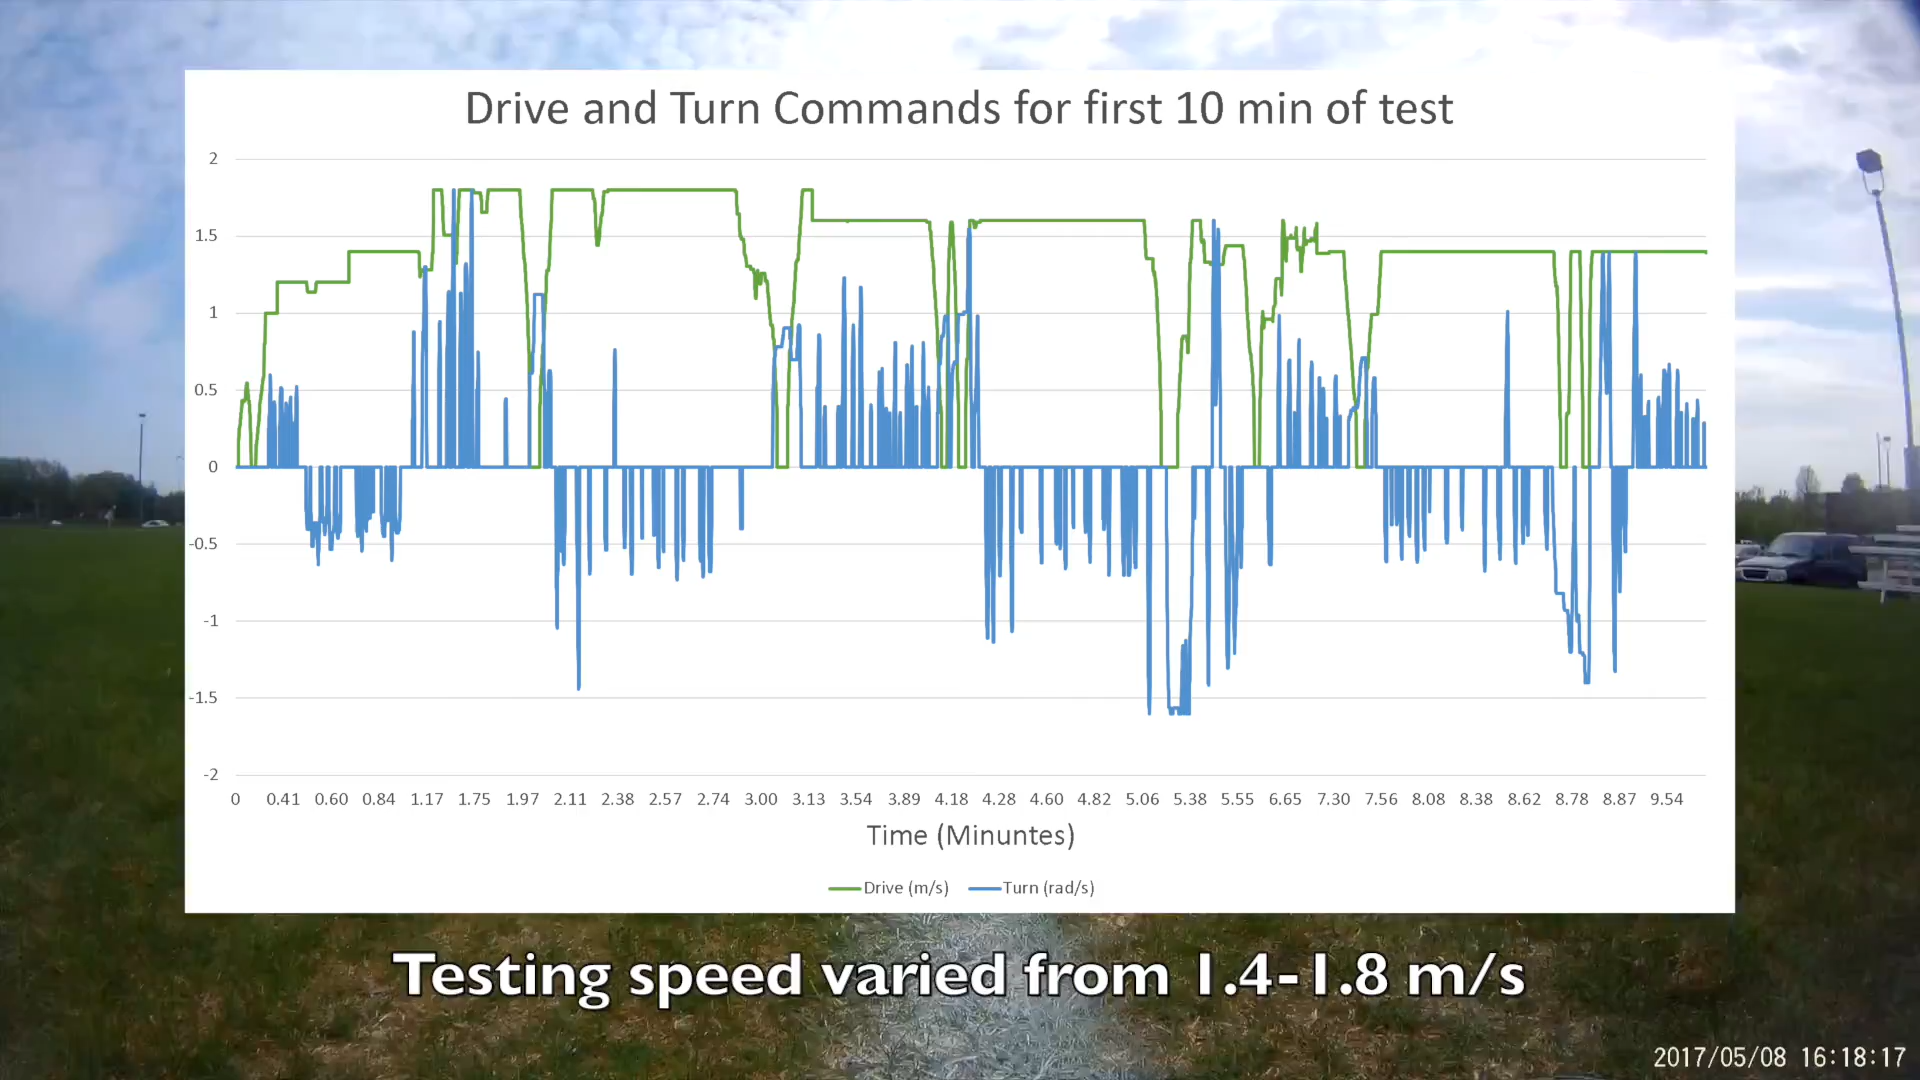 Drive and Turn Commands for first 10 min of test
2
1.5
1
0.5
0
-0.5
-1
-1.5
-2
0 0.41 0.60 0.84 1.17 1.75 1.97 2.11 2.38 2.57 2.74 3.00 3.13 3.54 3.89 4.18 4.28 4.60 4.82 5.06 5.38 5.55 6.65 7.30 7.56 8.08 8.38 8.62 8.78 8.87 9.54
Time (Minuntes)
Drive (m/s) Turn (rad/s)
Testing speed varied from 1.4-1.8 m/s
2017/05/08 16:18:17